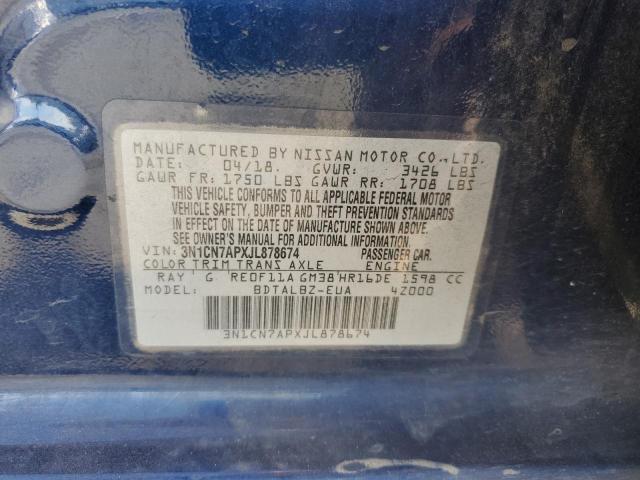 MANUFACTURED BY NISSAN MOTOR CO., LTD.
DATE: 04/18. GVWR: 3426 LBS
GAWR FR: 1750 LBS GAWR RR: 1708 LBS
THIS VEHICLE CONFORMS TO ALL APPLICABLE FEDERAL MOTOR
VEHICLE SAFETY, BUMPER AND THEFT PREVENTION STANDARDS
IN EFFECT ON THE DATE OF MANUFACTURE SHOWN ABOVE.
SEE OWNER'S MANUAL FOR ADDITIONAL INFORMATION.
VIN: 3N1CN7APXJL878674 PASSENGER CAR.
COLOR TRIM TRANS AXLE ENGINE
RAY G RE0F11A GM38 HR16DE 1598 CC
MODEL: BDTALBZ-EUA 4Z000
3N1CN7APXJL878674